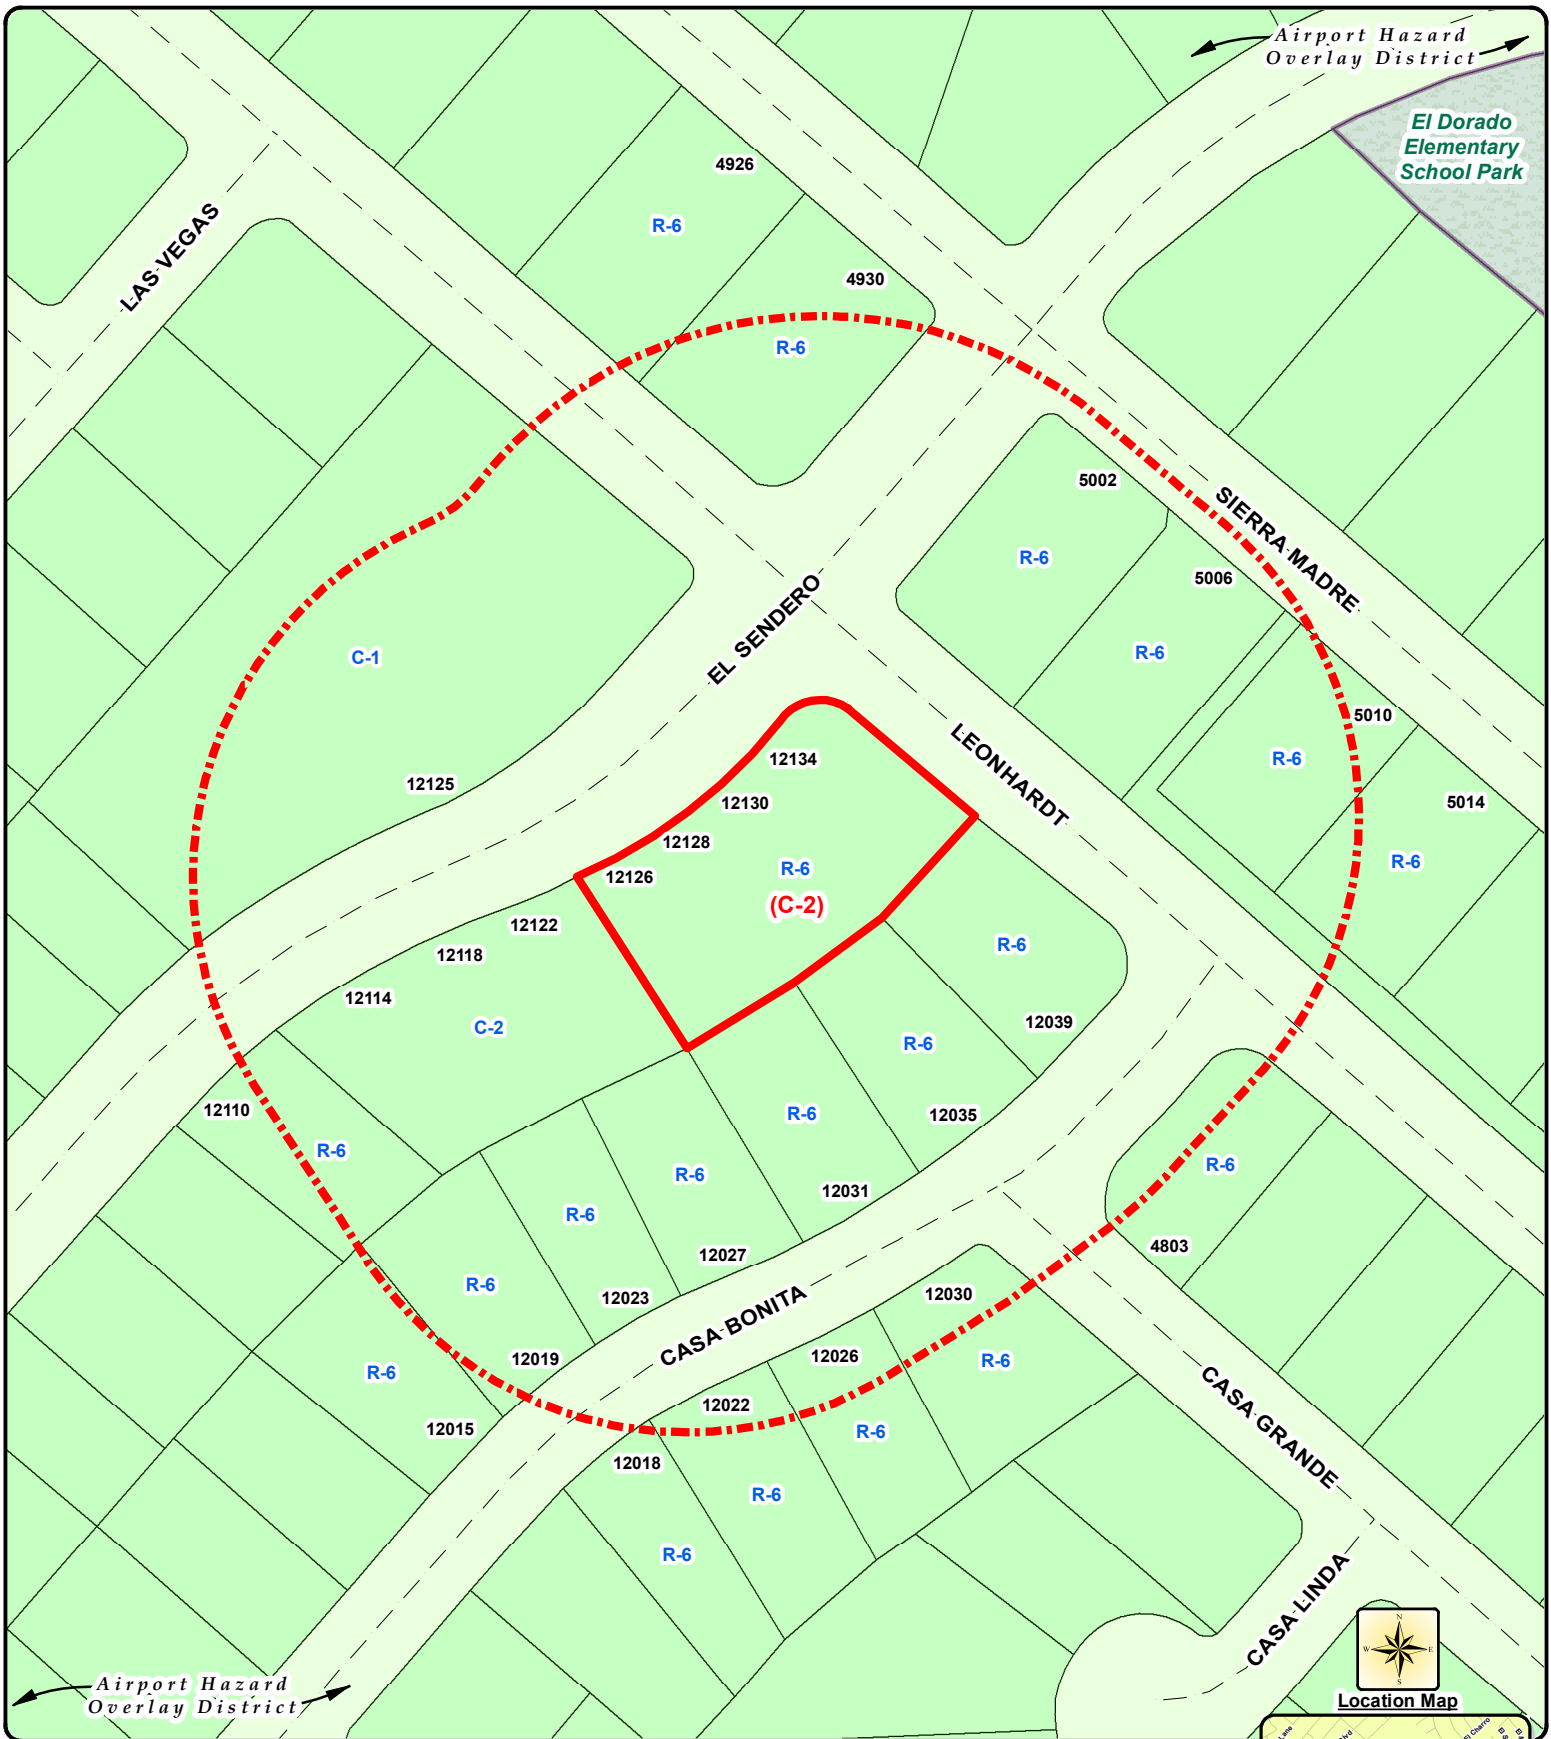 Airport Hazard
Overlay District
El Dorado
Elementary
School Park
4926
R-6
LAS VEGAS
4930
R-6
5002
SIERRA MADRE
R-6
5006
EL SENDERO
R-6
C-1
5010
LEONHARDT
12134
R-6
12125
12130
5014
12128
R-6
12126
R-6
(C-2)
12122
R-6
12118
12114
12039
C-2
R-6
12110
R-6
12035
R-6
R-6
R-6
12031
R-6
4803
12027
R-6
12023
12030
CASA BONITA
12019
12026
R-6
R-6
CASA GRANDE
12022
12015
R-6
12018
R-6
R-6
CASA LINDA
N
W E
S
Airport Hazard
Overlay District
Location Map
Lane
El Charro